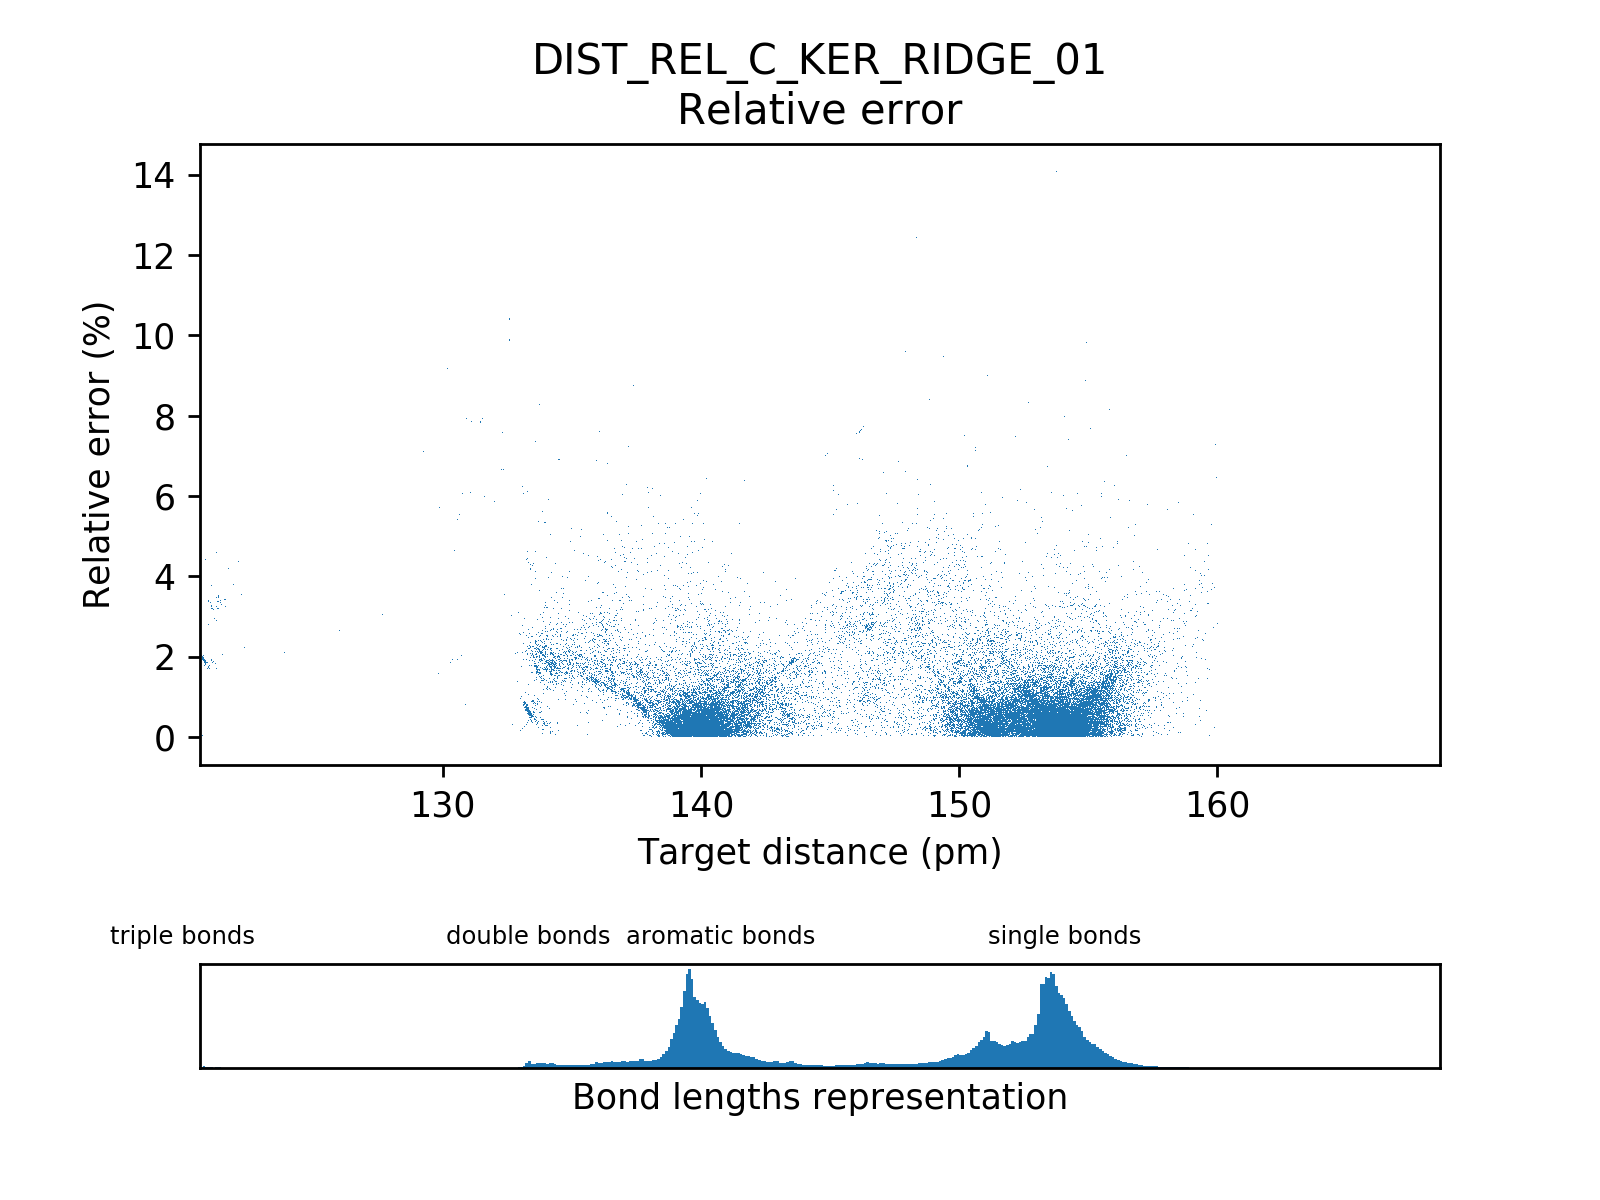 DIST_REL_C_KER_RIDGE_01
Relative error
14
12
10
8
6
4
2
0
Relative error (%)
130 140 150 160
Target distance (pm)
triple bonds double bonds aromatic bonds single bonds
Bond lengths representation